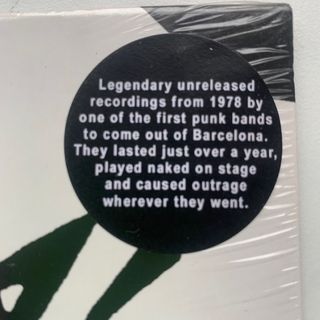 Legendary unreleased
recordings from 1978 by
one of the first punk bands
to come out of Barcelona.
They lasted just over a year,
played naked on stage
and caused outrage
wherever they went.